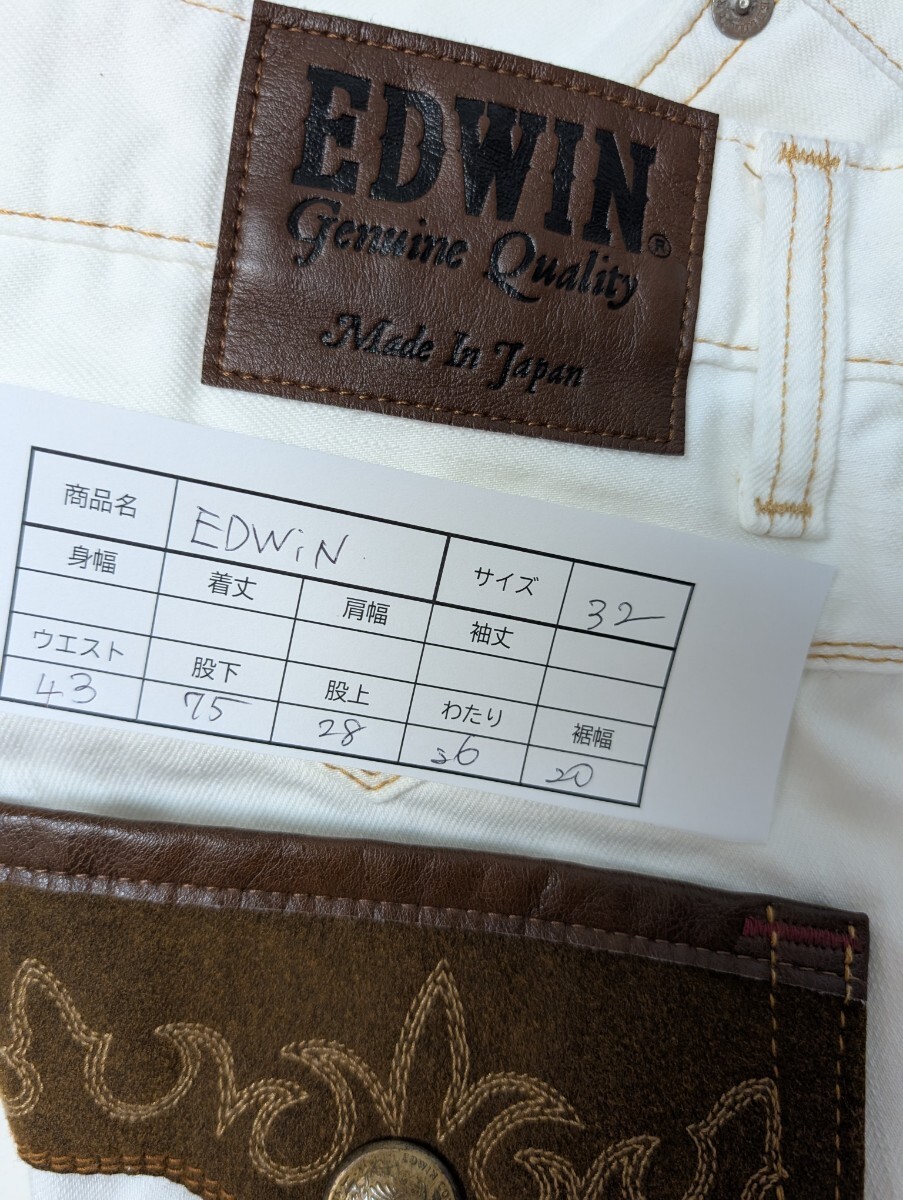 EDWIN®
Genuine Quality
Made In Japan
商品名 EDWiN サイズ 32
身幅 着丈 肩幅 袖丈
ウエスト 股下 股上 わたり 裾幅
43 75 28 36 20